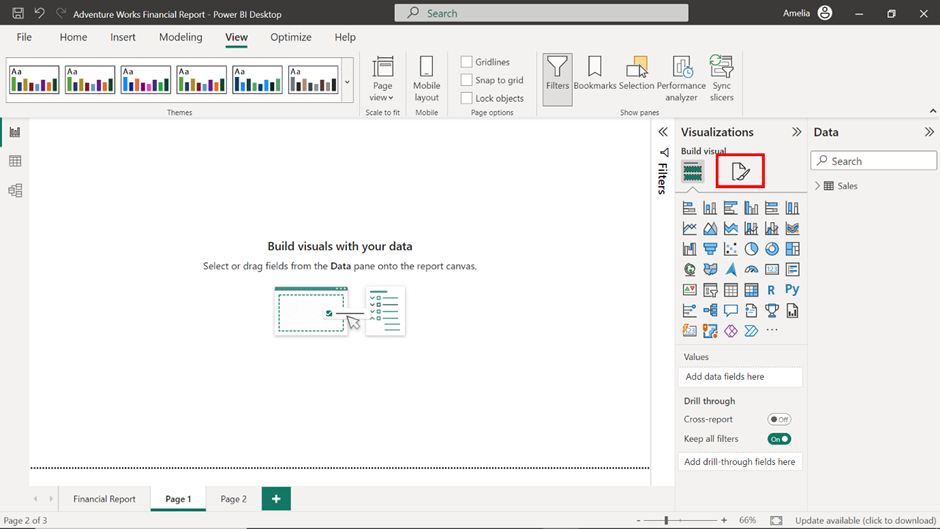 Adventure Works Financial Report - Power BI Desktop
Search
Amelia
File Home Insert Modeling View Optimize Help
Aa Aa Aa Aa Aa Aa
Themes
Page view
Scale to fit
Mobile layout
Mobile
Gridlines
Snap to grid
Lock objects
Page options
Filters
Bookmarks
Selection
Performance analyzer
Sync slicers
Show panes
Filters
Visualizations
Build visual
R Py
123
Values
Add data fields here
Drill through
Cross-report Off
Keep all filters On
Add drill-through fields here
Data
Search
Sales
Build visuals with your data
Select or drag fields from the Data pane onto the report canvas.
Financial Report Page 1 Page 2 +
Page 2 of 3
- + 66%
Update available (click to download)